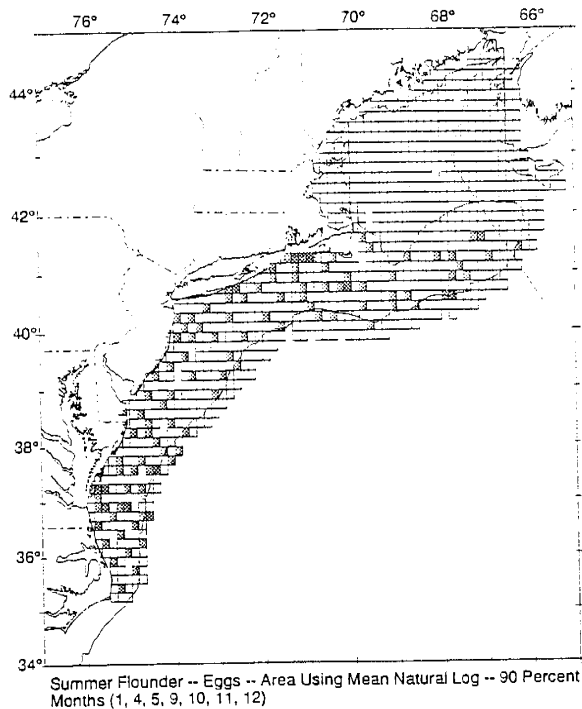 76° 74° 72° 70° 68° 66°
44°
42°
40°
38°
36°
34°
Summer Flounder -- Eggs -- Area Using Mean Natural Log -- 90 Percent
Months (1, 4, 5, 9, 10, 11, 12)